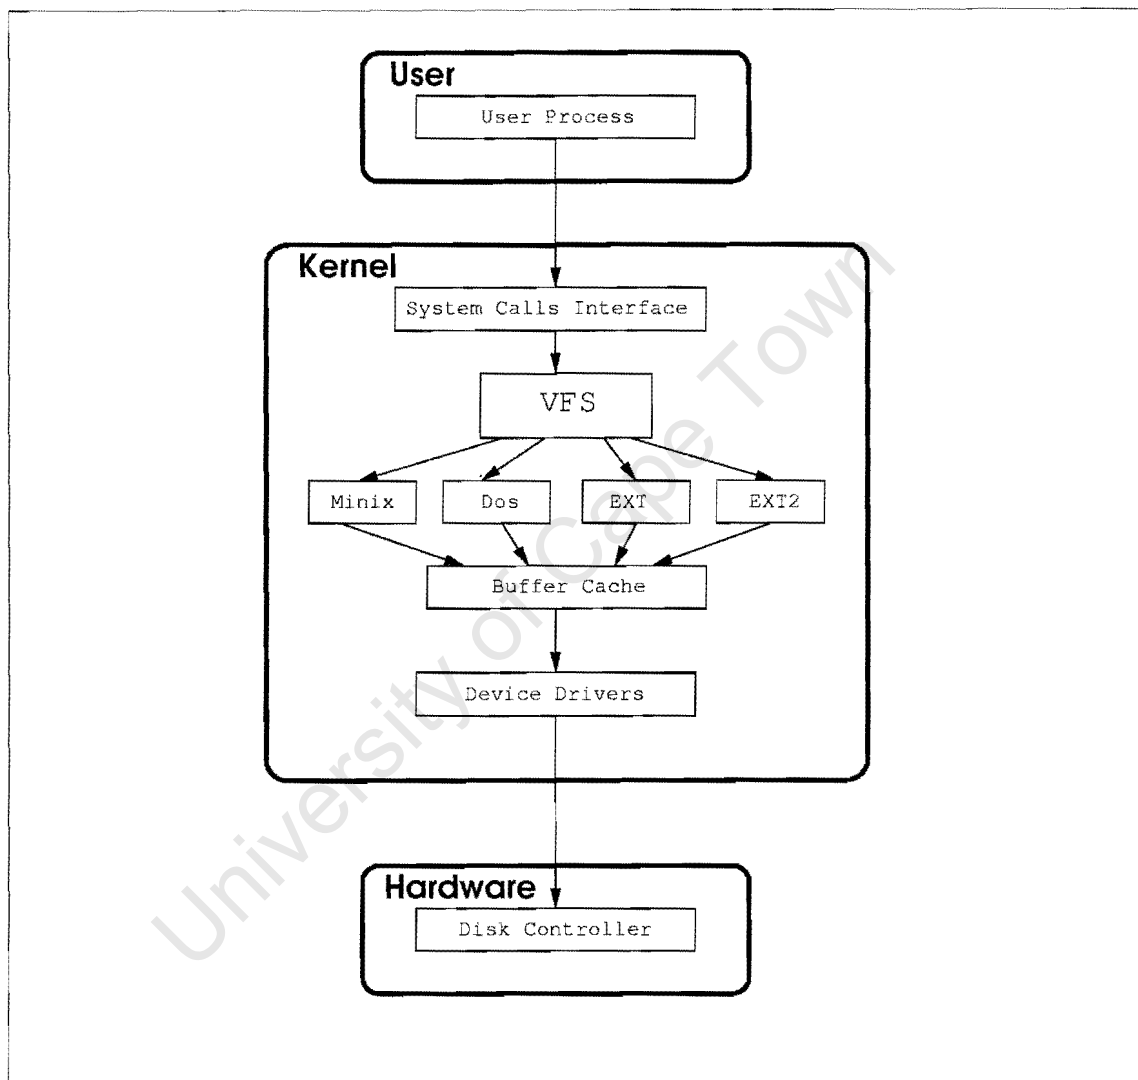 User
User Process
Kernel
System Calls Interface
VFS
Minix
Dos
EXT
EXT2
Buffer Cache
Device Drivers
Hardware
Disk Controller
University of Cape Town